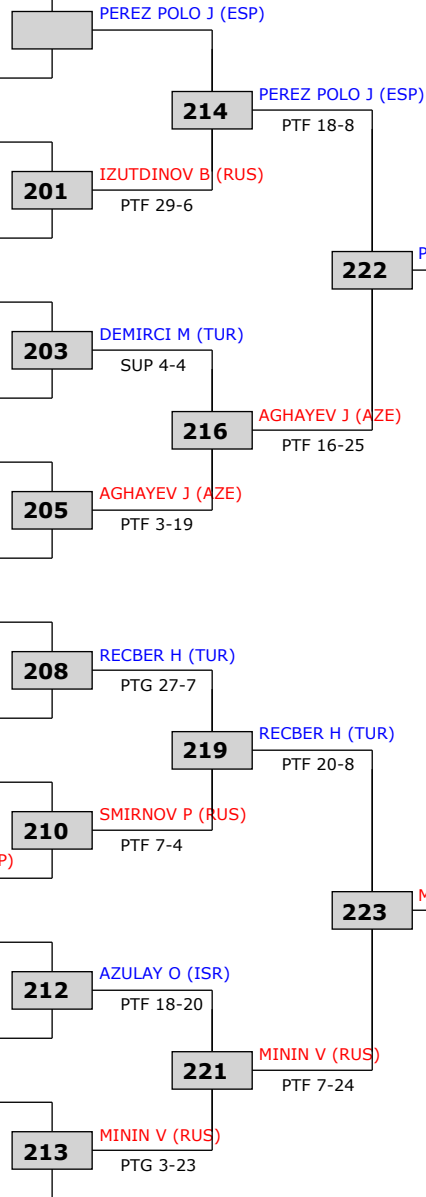 PEREZ POLO J (ESP)
214
PEREZ POLO J (ESP)
PTF 18-8
201
IZUTDINOV B (RUS)
PTF 29-6
222
P
203
DEMIRCI M (TUR)
SUP 4-4
216
AGHAYEV J (AZE)
PTF 16-25
205
AGHAYEV J (AZE)
PTF 3-19
208
RECBER H (TUR)
PTG 27-7
219
RECBER H (TUR)
PTF 20-8
210
SMIRNOV P (RUS)
PTF 7-4
P)
223
M
212
AZULAY O (ISR)
PTF 18-20
221
MININ V (RUS)
PTF 7-24
213
MININ V (RUS)
PTG 3-23